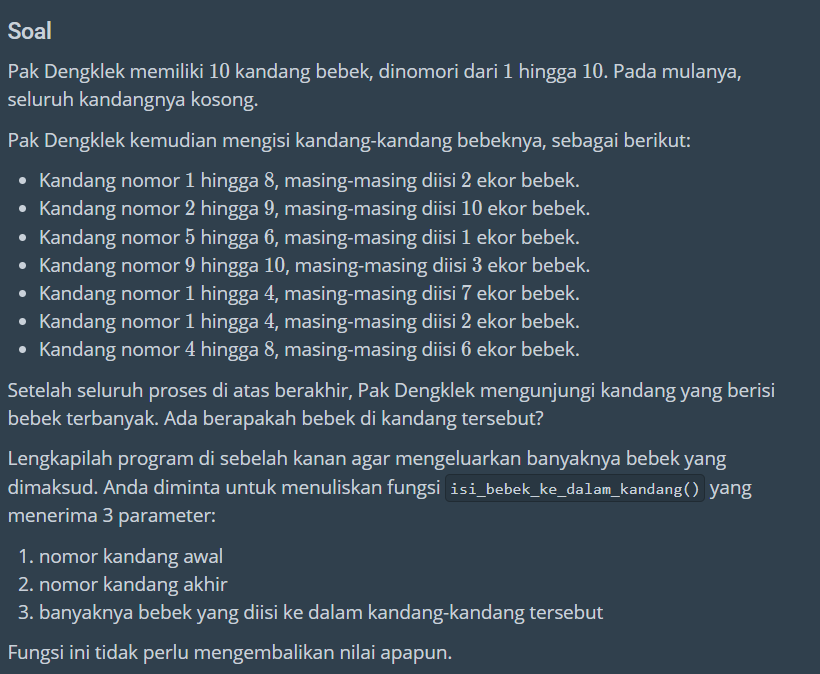 Soal
Pak Dengklek memiliki 10 kandang bebek, dinomori dari 1 hingga 10. Pada mulanya,
seluruh kandangnya kosong.
Pak Dengklek kemudian mengisi kandang-kandang bebeknya, sebagai berikut:
• Kandang nomor 1 hingga 8, masing-masing diisi 2 ekor bebek.
• Kandang nomor 2 hingga 9, masing-masing diisi 10 ekor bebek.
• Kandang nomor 5 hingga 6, masing-masing diisi 1 ekor bebek.
• Kandang nomor 9 hingga 10, masing-masing diisi 3 ekor bebek.
• Kandang nomor 1 hingga 4, masing-masing diisi 7 ekor bebek.
• Kandang nomor 1 hingga 4, masing-masing diisi 2 ekor bebek.
• Kandang nomor 4 hingga 8, masing-masing diisi 6 ekor bebek.
Setelah seluruh proses di atas berakhir, Pak Dengklek mengunjungi kandang yang berisi
bebek terbanyak. Ada berapakah bebek di kandang tersebut?
Lengkapilah program di sebelah kanan agar mengeluarkan banyaknya bebek yang
dimaksud. Anda diminta untuk menuliskan fungsi isi_bebek_ke_dalam_kandang() yang
menerima 3 parameter:
1. nomor kandang awal
2. nomor kandang akhir
3. banyaknya bebek yang diisi ke dalam kandang-kandang tersebut
Fungsi ini tidak perlu mengembalikan nilai apapun.